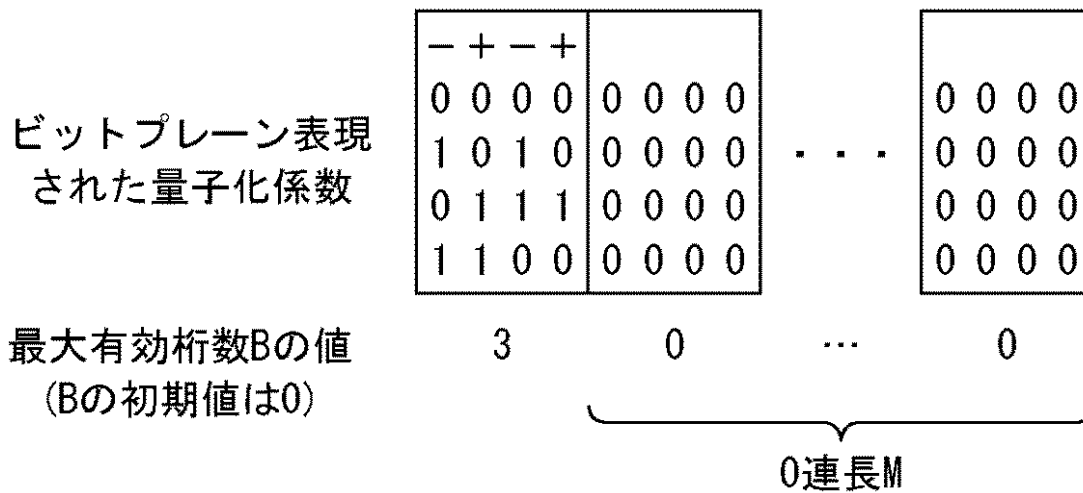 - + - +
0 0 0 0 0 0 0 0 0 0 0 0
ビットプレーン表現
1 0 1 0 0 0 0 0 ・・・ 0 0 0 0
された量子化係数
0 1 1 1 0 0 0 0 0 0 0 0
1 1 0 0 0 0 0 0 0 0 0 0
最大有効桁数Bの値 3 0 … 0
(Bの初期値は0)
0連長M